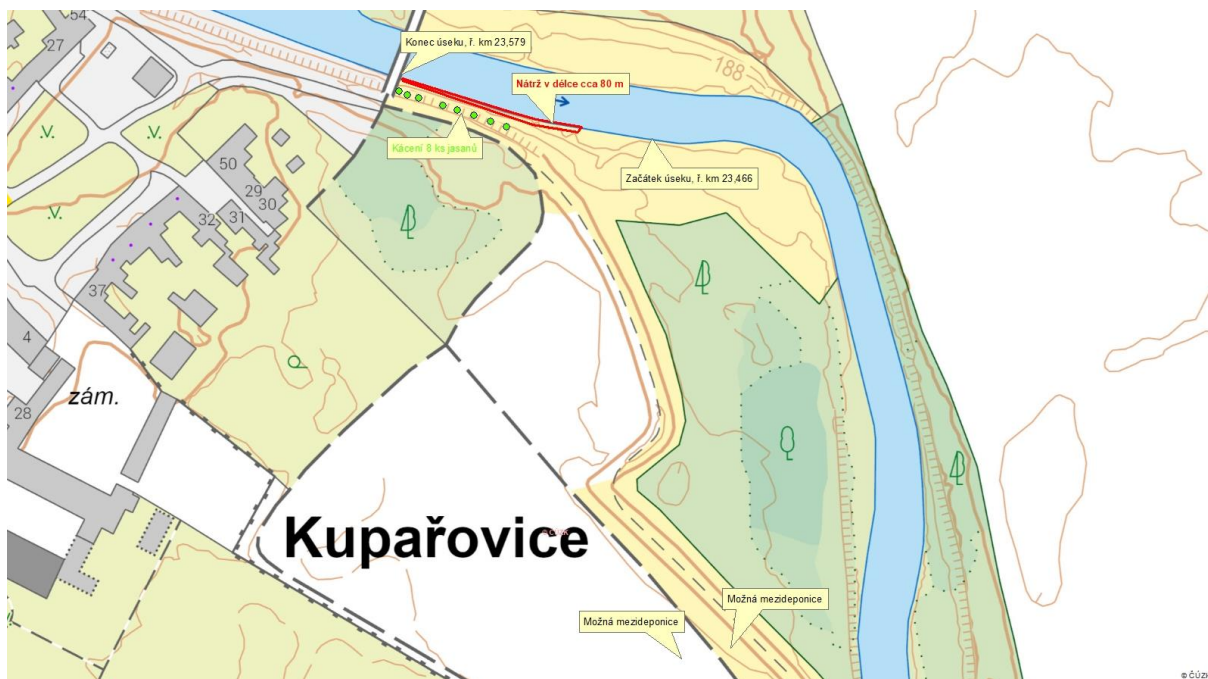 54
27
Konec úseku, ř. km 23,579
188
Nátrž v délce cca 80 m
Kácení 8 ks jasanů
Začátek úseku, ř. km 23,466
50
29
30
31
32
37
4
zám.
28
Kupařovice
Možná mezideponice
Možná mezideponice
© ČÚZK